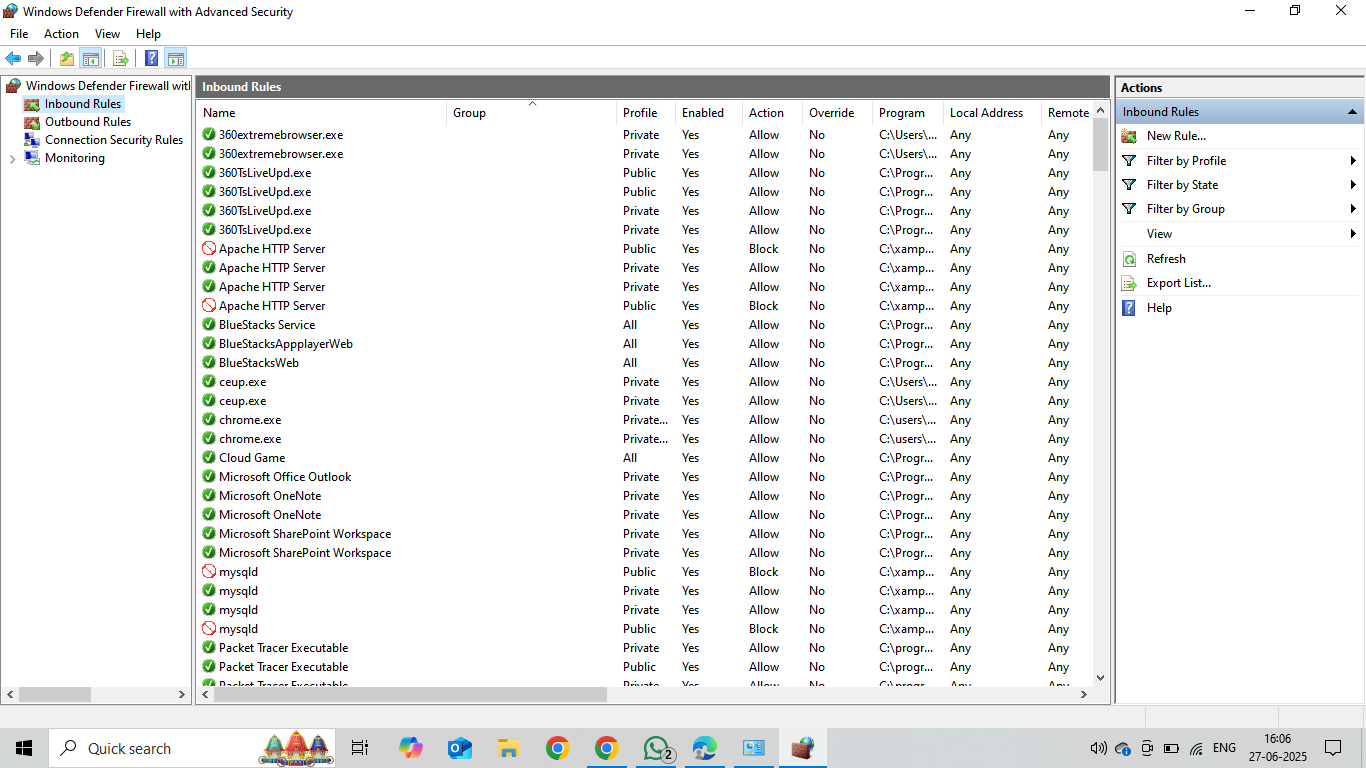 Windows Defender Firewall with Advanced Security
File Action View Help
Windows Defender Firewall with
Inbound Rules
Outbound Rules
Connection Security Rules
Monitoring
Inbound Rules
Name Group Profile Enabled Action Override Program Local Address Remote
360extremebrowser.exe Private Yes Allow No C:\Users\... Any Any
360extremebrowser.exe Private Yes Allow No C:\Users\... Any Any
360TsLiveUpd.exe Public Yes Allow No C:\Progr... Any Any
360TsLiveUpd.exe Public Yes Allow No C:\Progr... Any Any
360TsLiveUpd.exe Private Yes Allow No C:\Progr... Any Any
360TsLiveUpd.exe Private Yes Allow No C:\Progr... Any Any
Apache HTTP Server Public Yes Block No C:\xamp... Any Any
Apache HTTP Server Private Yes Allow No C:\xamp... Any Any
Apache HTTP Server Private Yes Allow No C:\xamp... Any Any
Apache HTTP Server Public Yes Block No C:\xamp... Any Any
BlueStacks Service All Yes Allow No C:\Progr... Any Any
BlueStacksAppplayerWeb All Yes Allow No C:\Progr... Any Any
BlueStacksWeb All Yes Allow No C:\Progr... Any Any
ceup.exe Private Yes Allow No C:\Users\... Any Any
ceup.exe Private Yes Allow No C:\Users\... Any Any
chrome.exe Private... Yes Allow No C:\users\... Any Any
chrome.exe Private... Yes Allow No C:\users\... Any Any
Cloud Game All Yes Allow No C:\Progr... Any Any
Microsoft Office Outlook Private Yes Allow No C:\Progr... Any Any
Microsoft OneNote Private Yes Allow No C:\Progr... Any Any
Microsoft OneNote Private Yes Allow No C:\Progr... Any Any
Microsoft SharePoint Workspace Private Yes Allow No C:\Progr... Any Any
Microsoft SharePoint Workspace Private Yes Allow No C:\Progr... Any Any
mysqld Public Yes Block No C:\xamp... Any Any
mysqld Private Yes Allow No C:\xamp... Any Any
mysqld Private Yes Allow No C:\xamp... Any Any
mysqld Public Yes Block No C:\xamp... Any Any
Packet Tracer Executable Private Yes Allow No C:\progr... Any Any
Packet Tracer Executable Public Yes Allow No C:\progr... Any Any
Packet Tracer Executable Private Yes Allow No C:\progr... Any Any
Actions
Inbound Rules
New Rule...
Filter by Profile
Filter by State
Filter by Group
View
Refresh
Export List...
Help
Quick search
2
ENG
16:06
27-06-2025